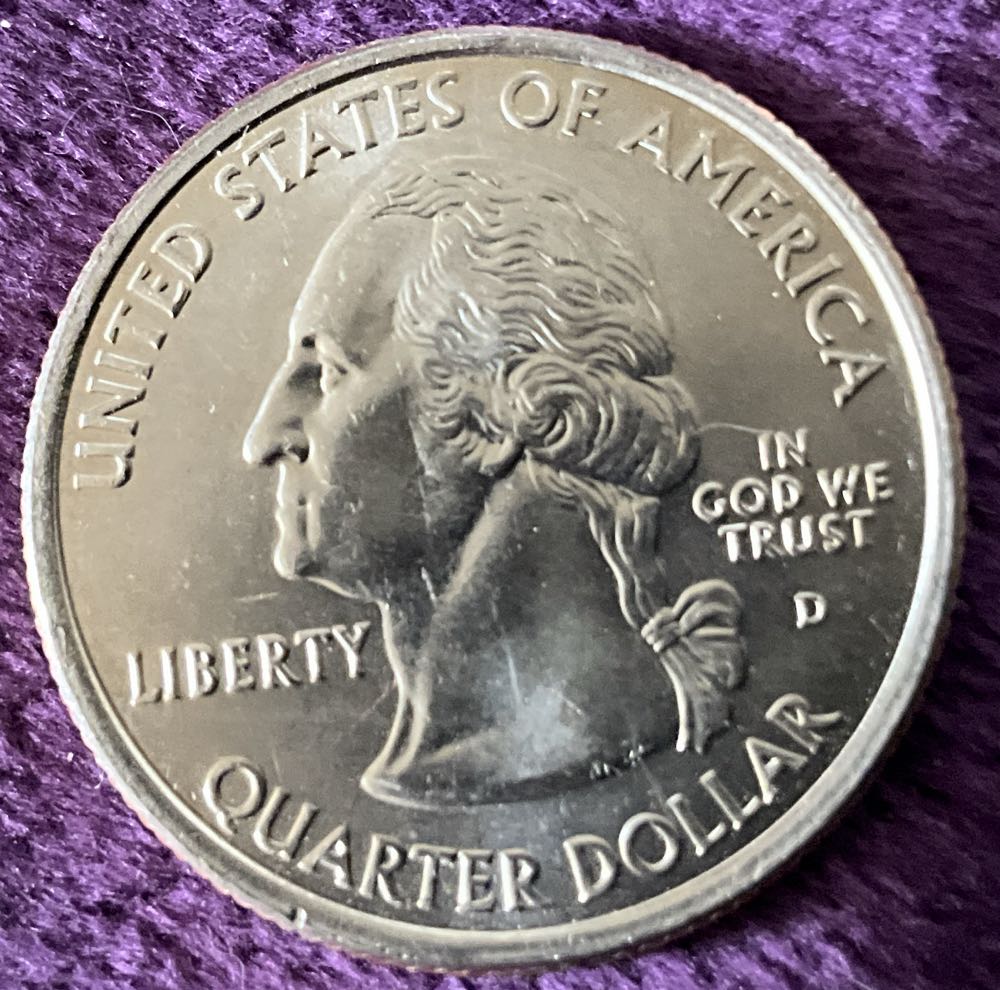 UNITED STATES OF AMERICA
IN
GOD WE
TRUST
D
LIBERTY
QUARTER DOLLAR